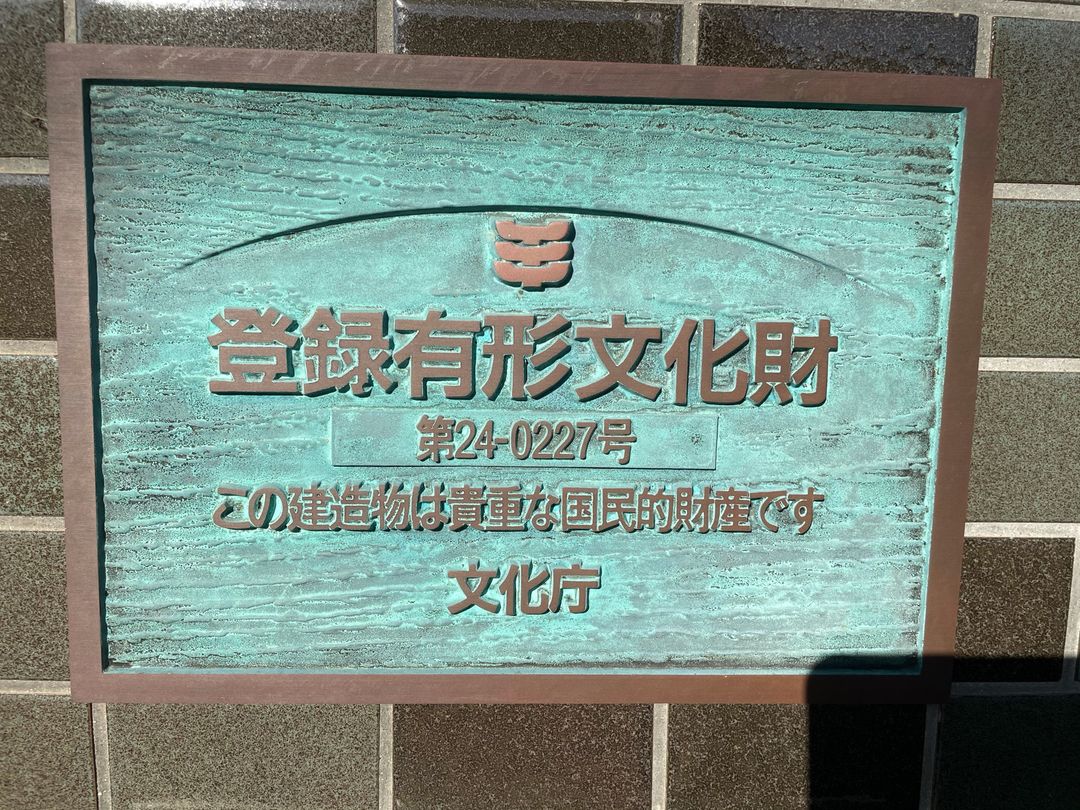 登録有形文化財
第24-0227号
この建造物は貴重な国民的財産です
文化庁